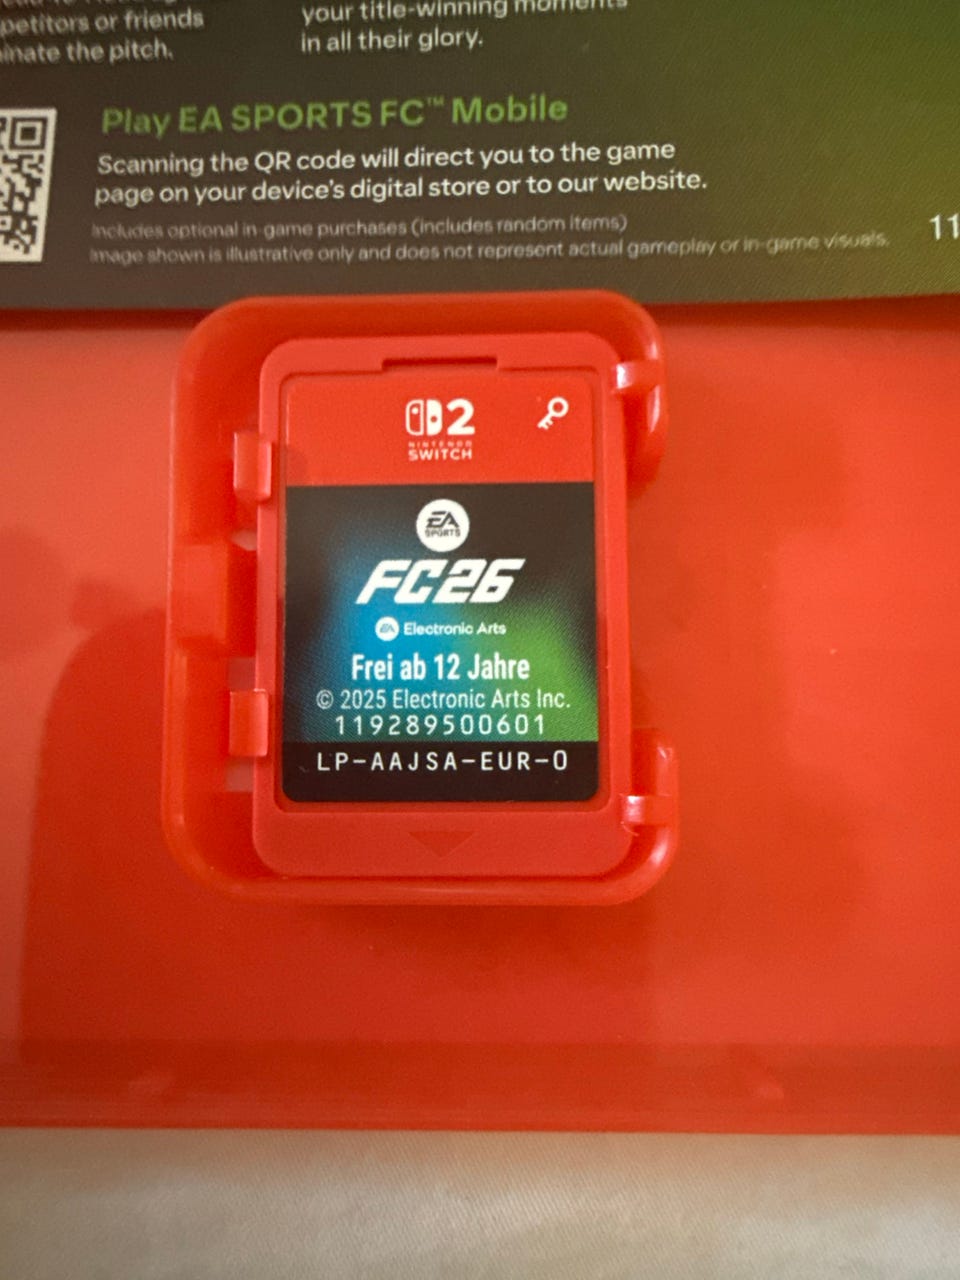 petitors or friends
inate the pitch.
your title-winning moments
in all their glory.
Play EA SPORTS FC™ Mobile
Scanning the QR code will direct you to the game
page on your device's digital store or to our website.
Includes optional in-game purchases (includes random items)
Image shown is illustrative only and does not represent actual gameplay or in-game visuals.
11
2
NINTENDO
SWITCH
EA
SPORTS
FC26
EA Electronic Arts
Frei ab 12 Jahre
© 2025 Electronic Arts Inc.
119289500601
LP-AAJSA-EUR-0